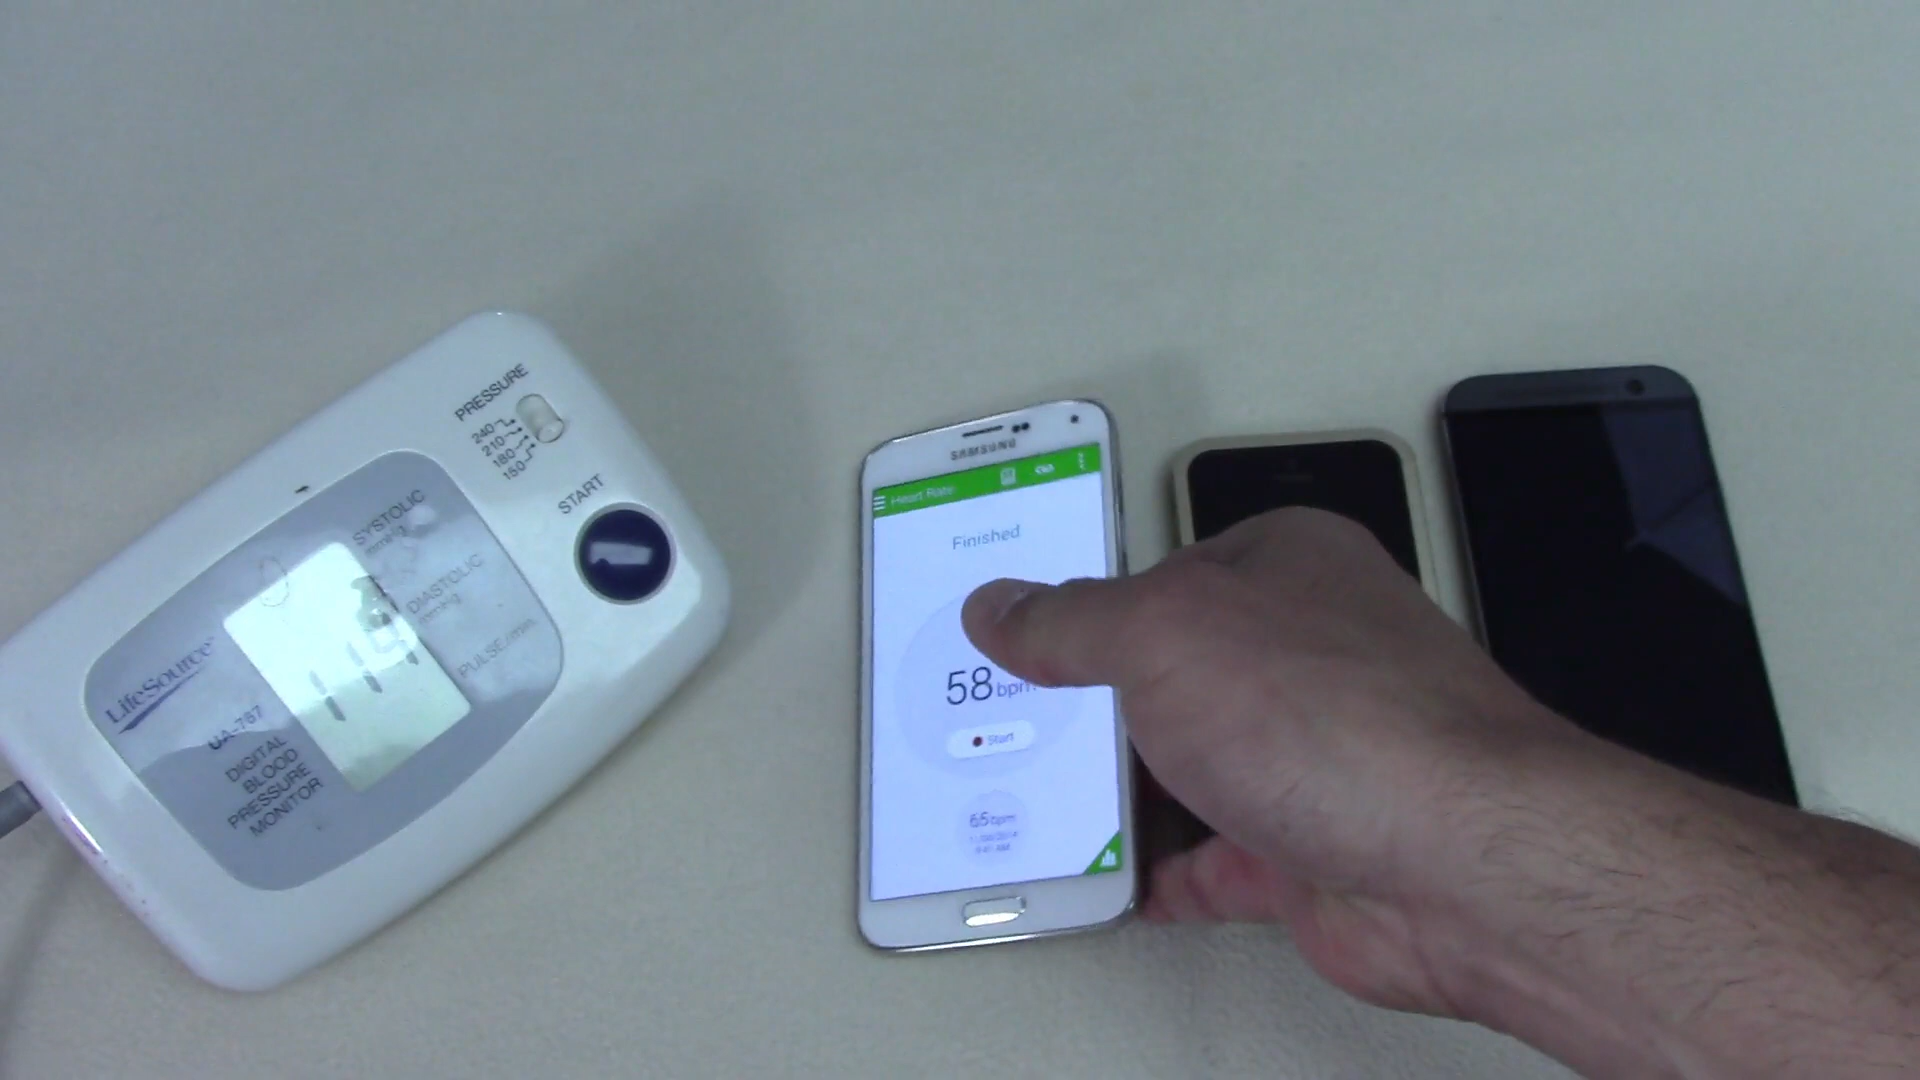 PRESSURE
240
210
180
150
START
SYSTOLIC
mmHg
DIASTOLIC
mmHg
PULSE/min.
LifeSource
UA-767
DIGITAL
BLOOD
PRESSURE
MONITOR
SAMSUNG
Heart Rate
Finished
58 bpm
Start
65 bpm